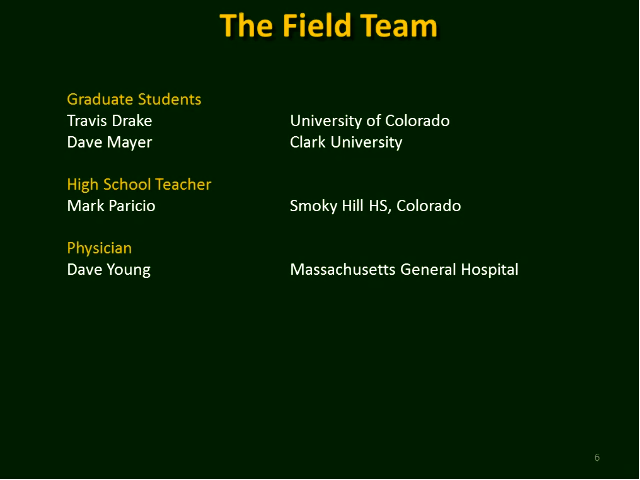 The Field Team
Graduate Students
Travis Drake University of Colorado
Dave Mayer Clark University
High School Teacher
Mark Paricio Smoky Hill HS, Colorado
Physician
Dave Young Massachusetts General Hospital
6